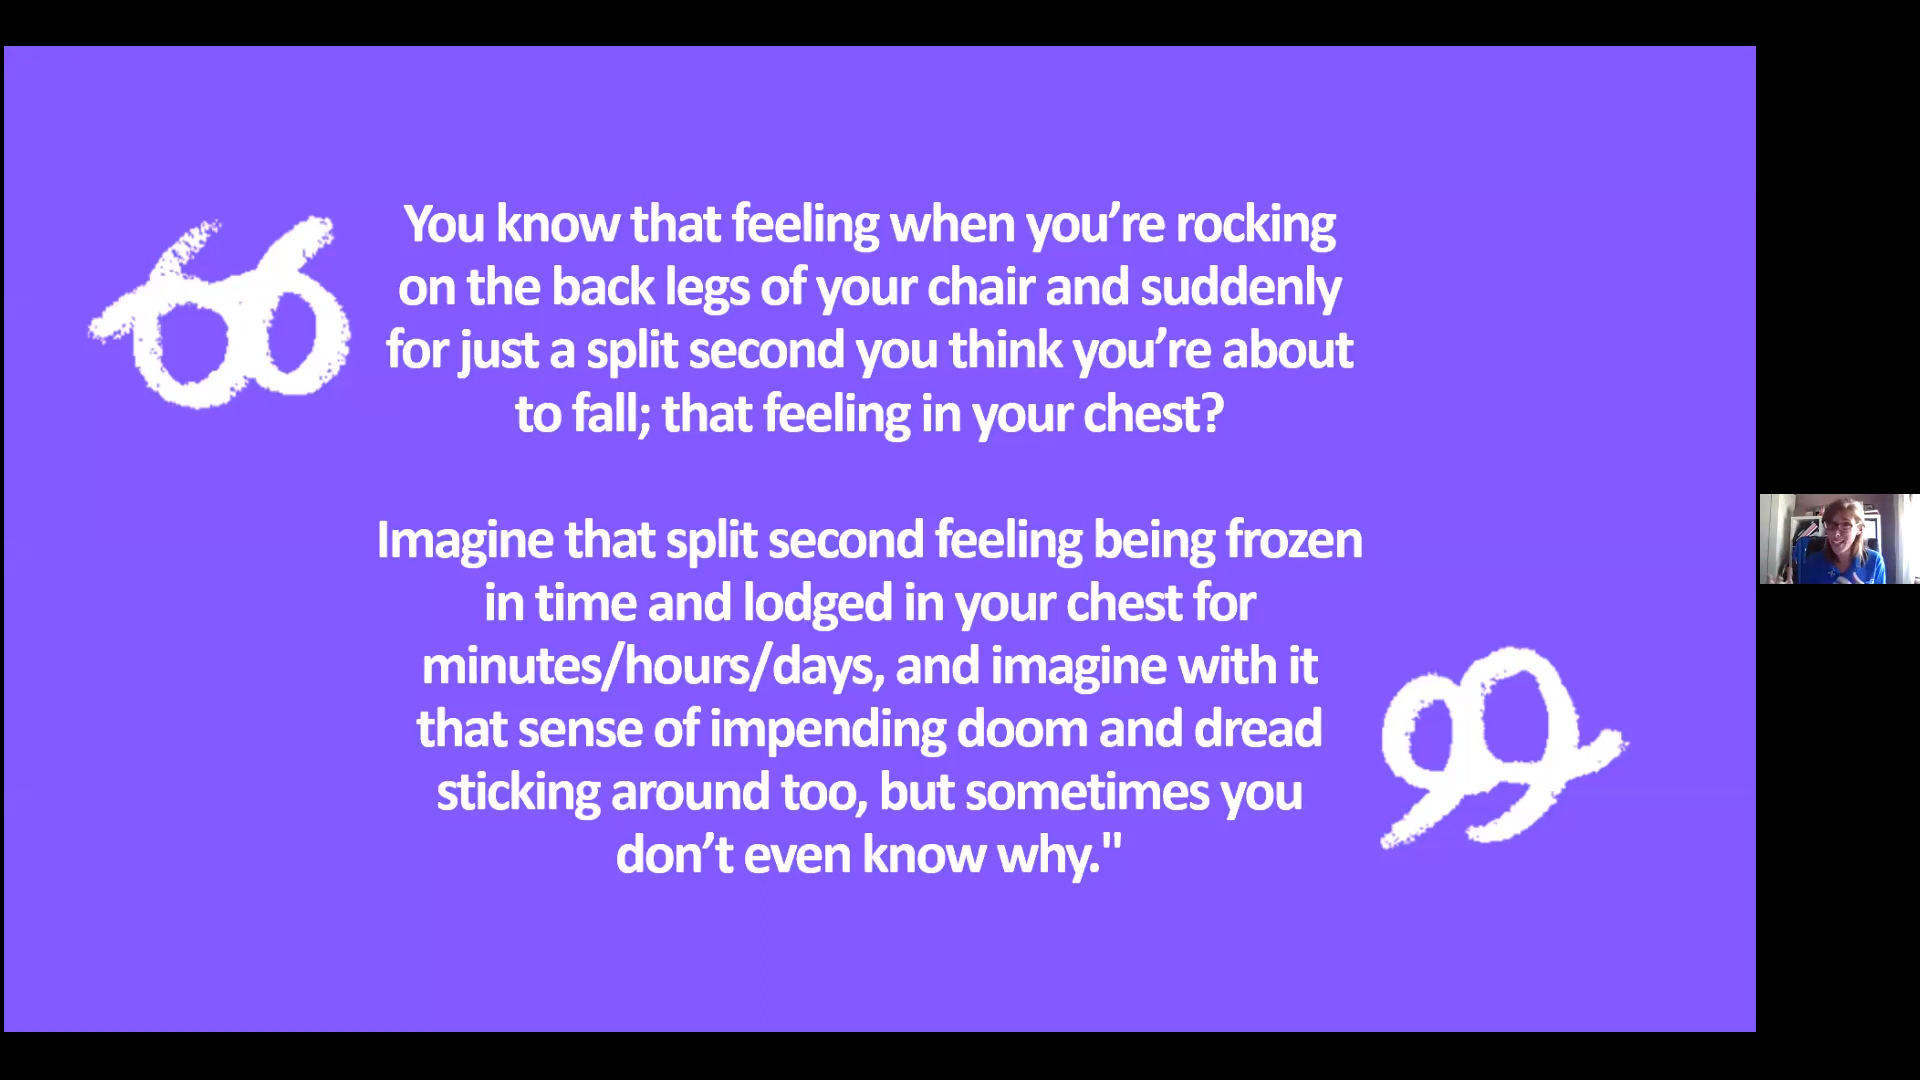 You know that feeling when you’re rocking
on the back legs of your chair and suddenly
for just a split second you think you’re about
to fall; that feeling in your chest?
Imagine that split second feeling being frozen
in time and lodged in your chest for
minutes/hours/days, and imagine with it
that sense of impending doom and dread
sticking around too, but sometimes you
don’t even know why."